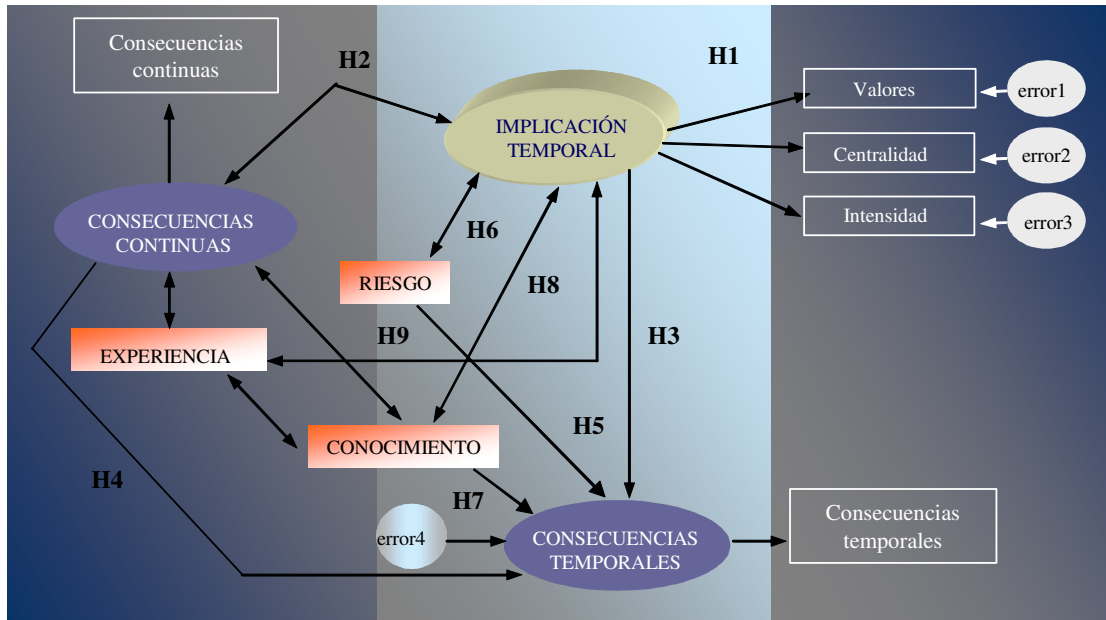 Consecuencias
continuas
H2
H1
IMPLICACIÓN
TEMPORAL
Valores
error1
Centralidad
error2
Intensidad
error3
CONSECUENCIAS
CONTINUAS
H6
RIESGO
H8
EXPERIENCIA
H9
H3
CONOCIMIENTO
H5
H4
H7
error4
CONSECUENCIAS
TEMPORALES
Consecuencias
temporales